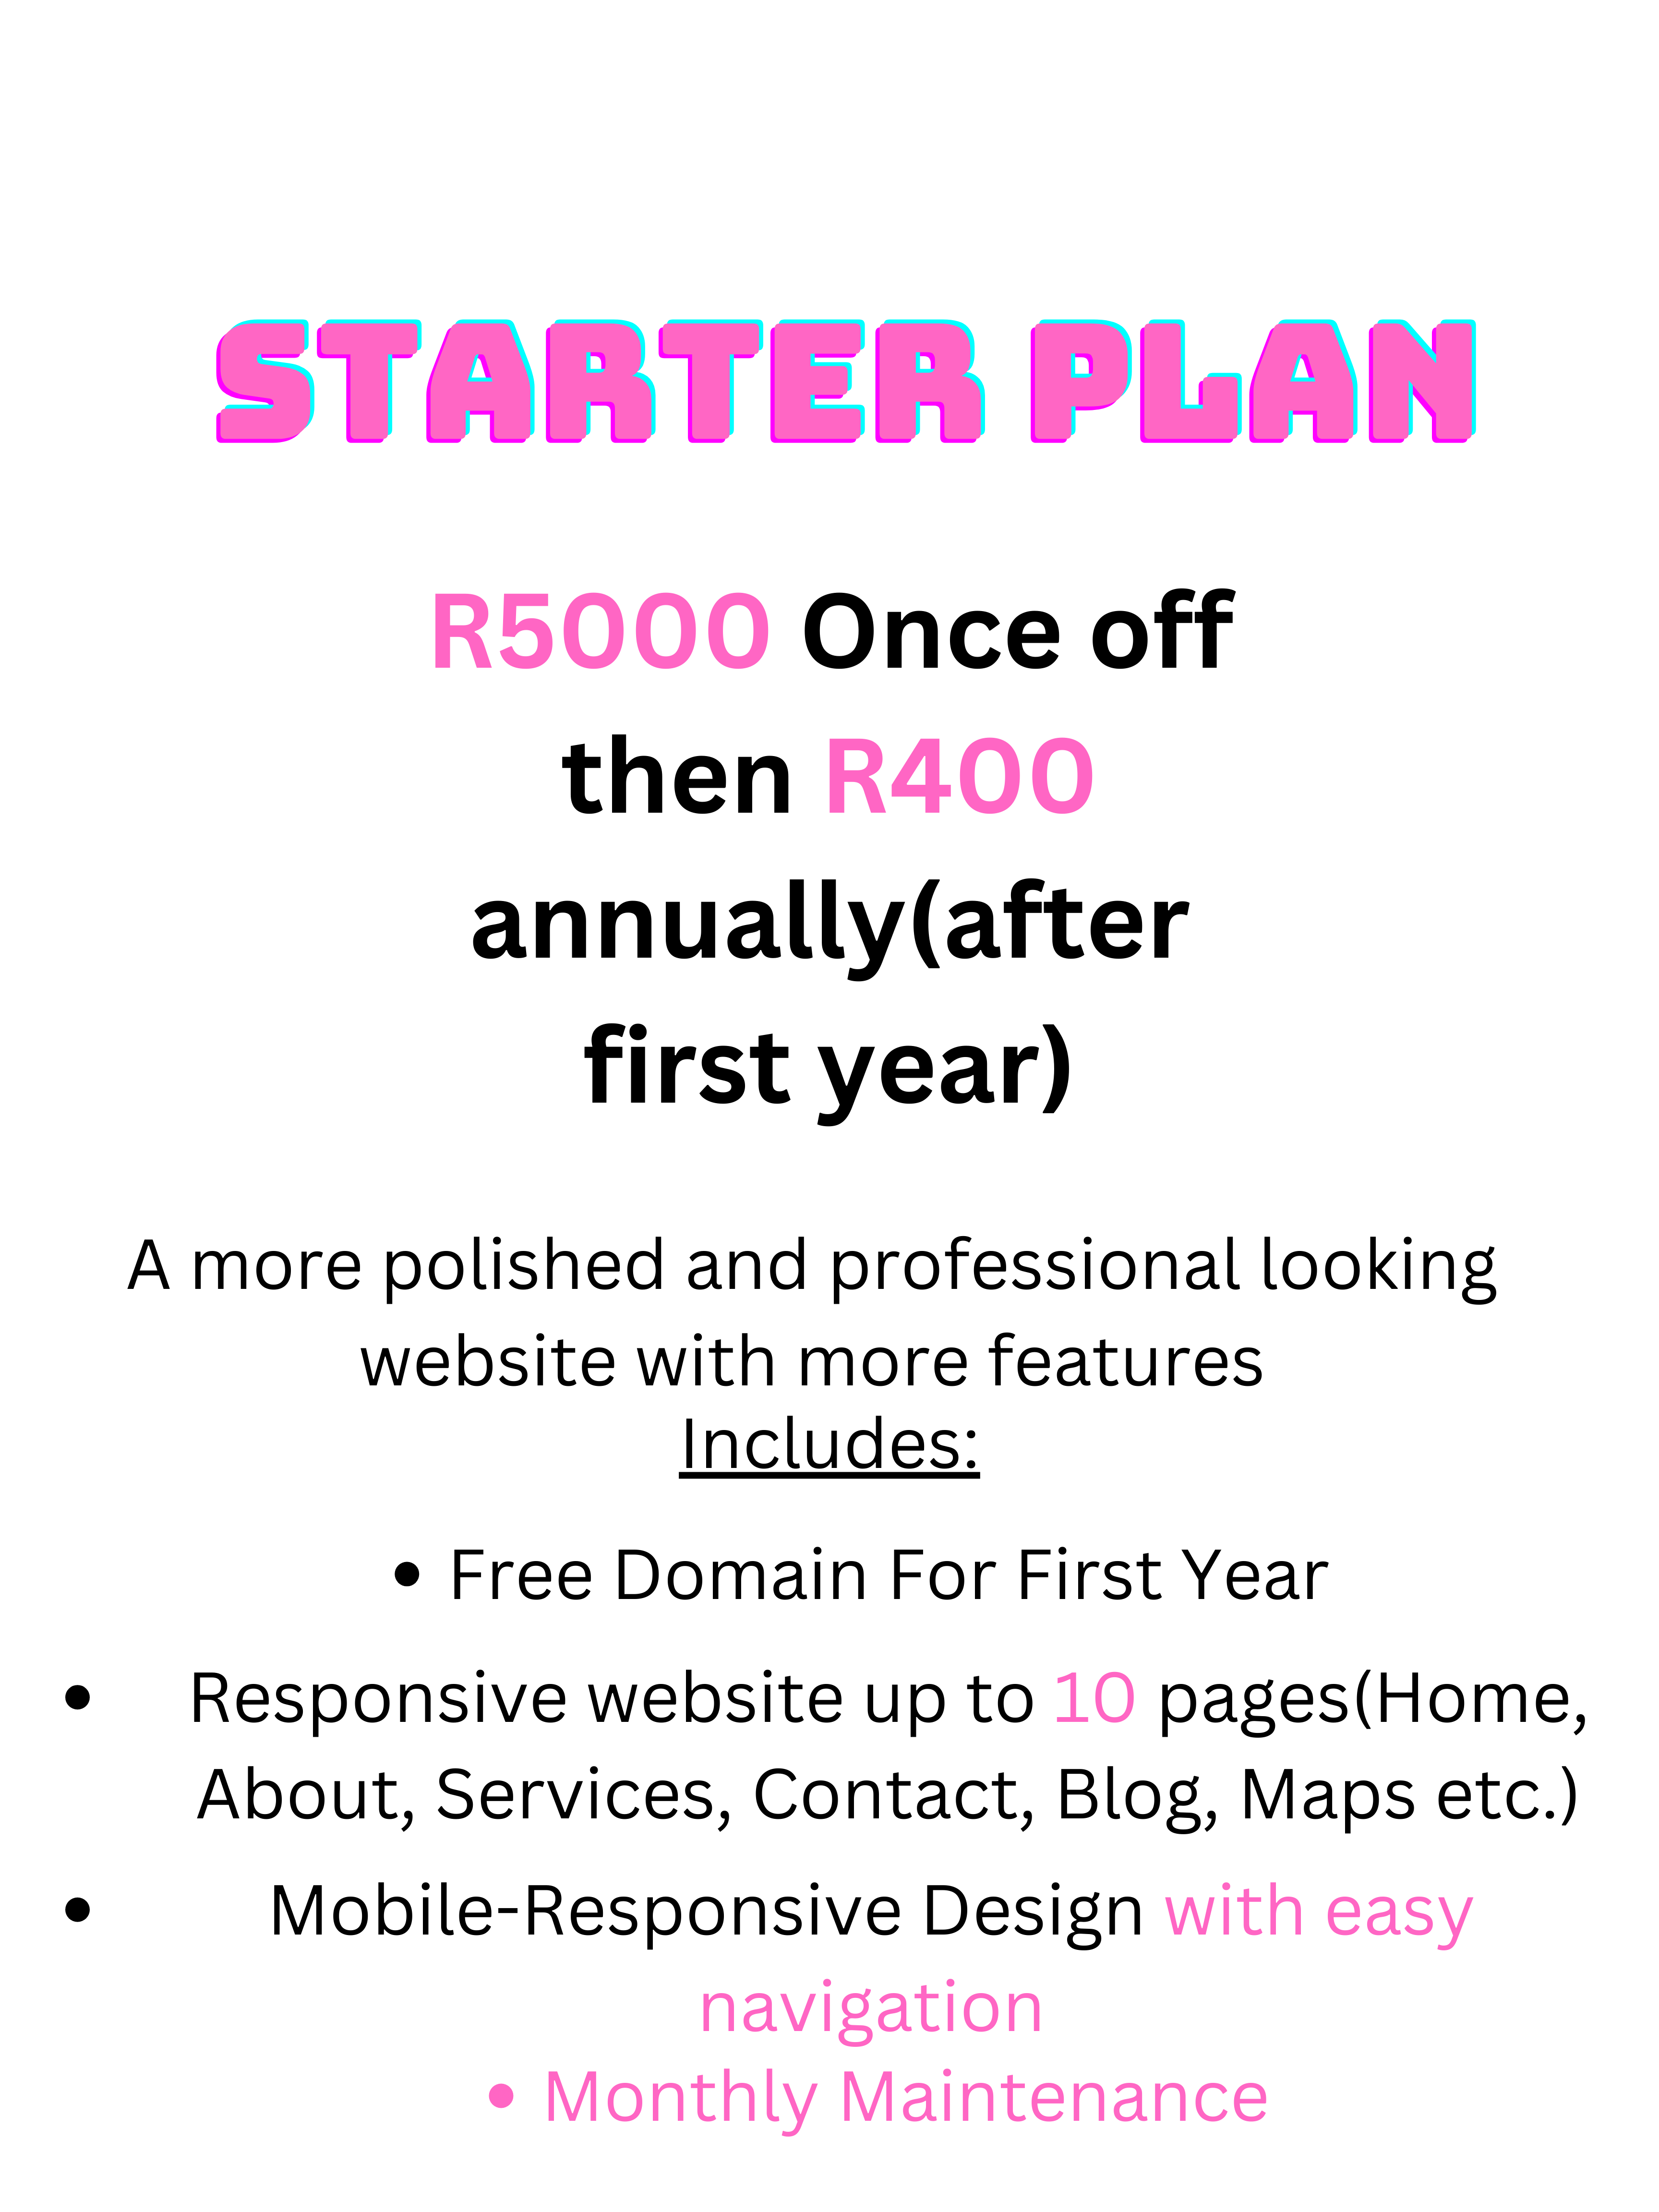 STARTER PLAN
R5000 Once off
then R400
annually(after
first year)
A more polished and professional looking
website with more features
Includes:
• Free Domain For First Year
• Responsive website up to 10 pages(Home,
About, Services, Contact, Blog, Maps etc.)
• Mobile-Responsive Design with easy
navigation
• Monthly Maintenance